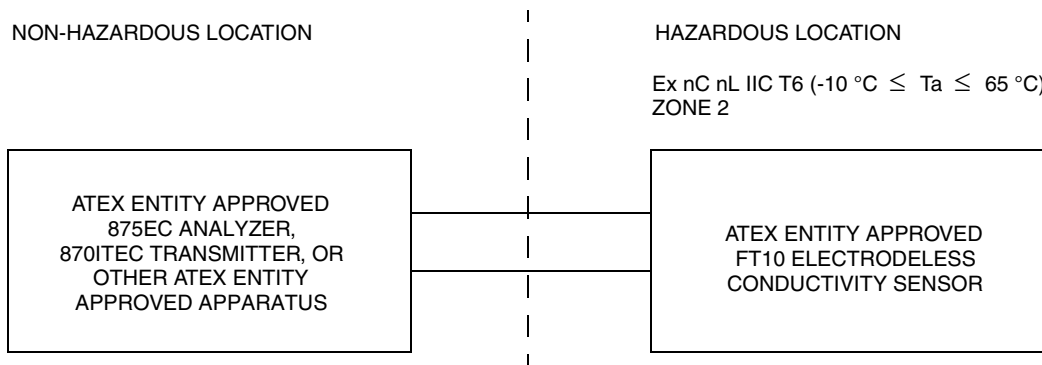 NON-HAZARDOUS LOCATION
HAZARDOUS LOCATION
Ex nC nL IIC T6 (-10 °C ≤ Ta ≤ 65 °C)
ZONE 2
ATEX ENTITY APPROVED
875EC ANALYZER,
870ITEC TRANSMITTER, OR
OTHER ATEX ENTITY
APPROVED APPARATUS
ATEX ENTITY APPROVED
FT10 ELECTRODELESS
CONDUCTIVITY SENSOR